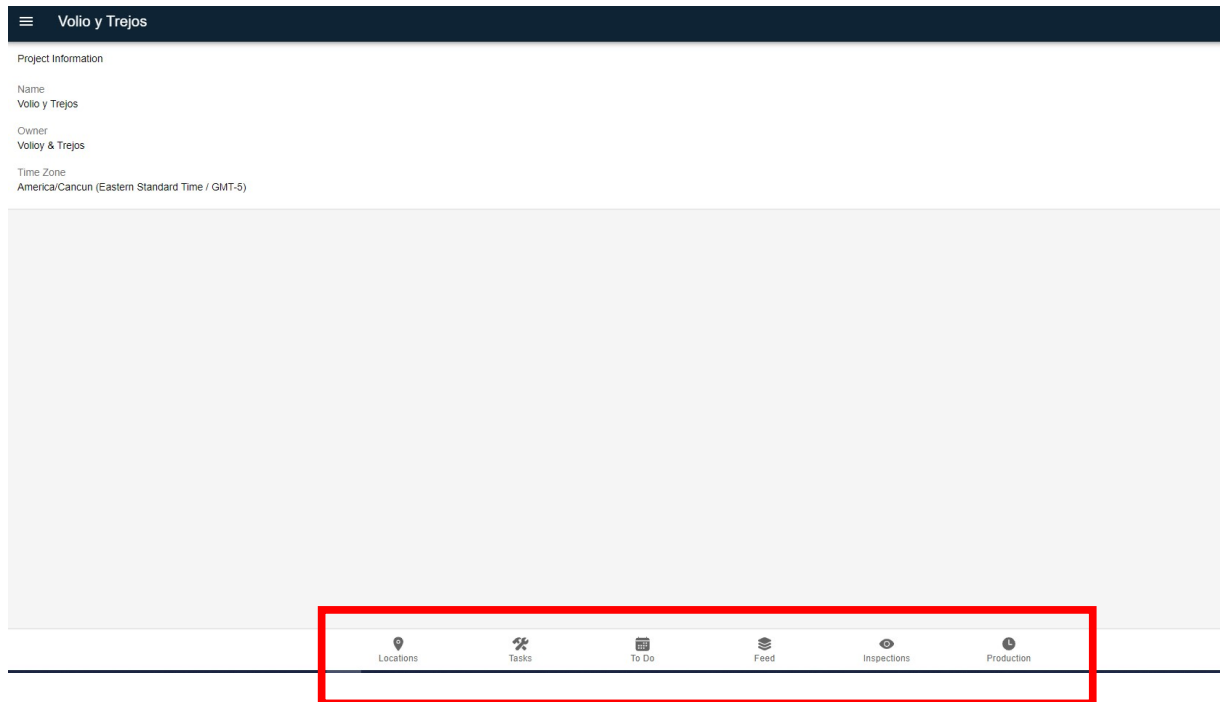 Volio y Trejos
Project Information
Name
Volio y Trejos
Owner
Volioy & Trejos
Time Zone
America/Cancun (Eastern Standard Time / GMT-5)
Locations Tasks To Do Feed Inspections Production